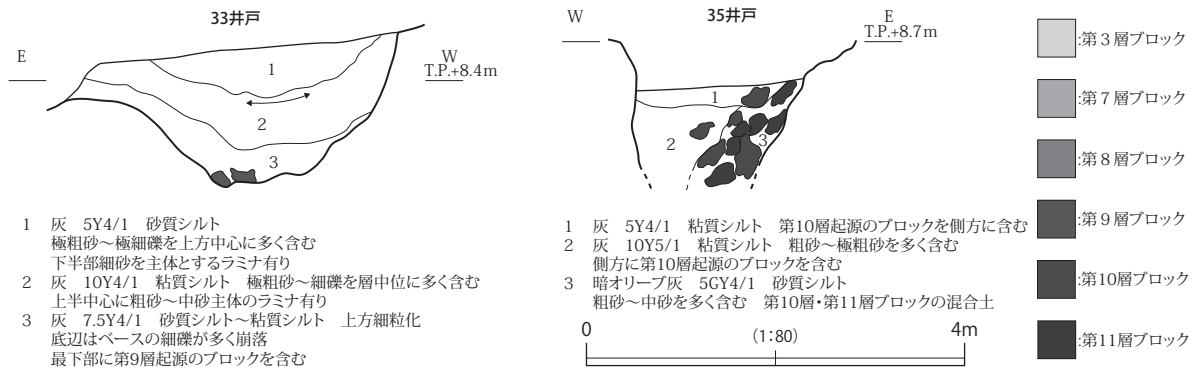 33井戸
E
W
T.P.+8.4m
1
2
3
1 灰 5Y4/1 砂質シルト
極粗砂～極細礫を上方中心に多く含む
下半部細砂を主体とするラミナ有り
2 灰 10Y4/1 粘質シルト 極粗砂～細礫を層中位に多く含む
上半中心に粗砂～中砂主体のラミナ有り
3 灰 7.5Y4/1 砂質シルト～粘質シルト 上方細粒化
底辺はベースの細礫が多く崩落
最下部に第9層起源のブロックを含む
35井戸
W
E
T.P.+8.7m
1
2
3
1 灰 5Y4/1 粘質シルト 第10層起源のブロックを側方に含む
2 灰 10Y5/1 粘質シルト 粗砂～極粗砂を多く含む
側方に第10層起源のブロックを含む
3 暗オリーブ灰 5GY4/1 砂質シルト
粗砂～中砂を多く含む 第10層・第11層ブロックの混合土
0 (1:80) 4m
:第3層ブロック
:第7層ブロック
:第8層ブロック
:第9層ブロック
:第10層ブロック
:第11層ブロック